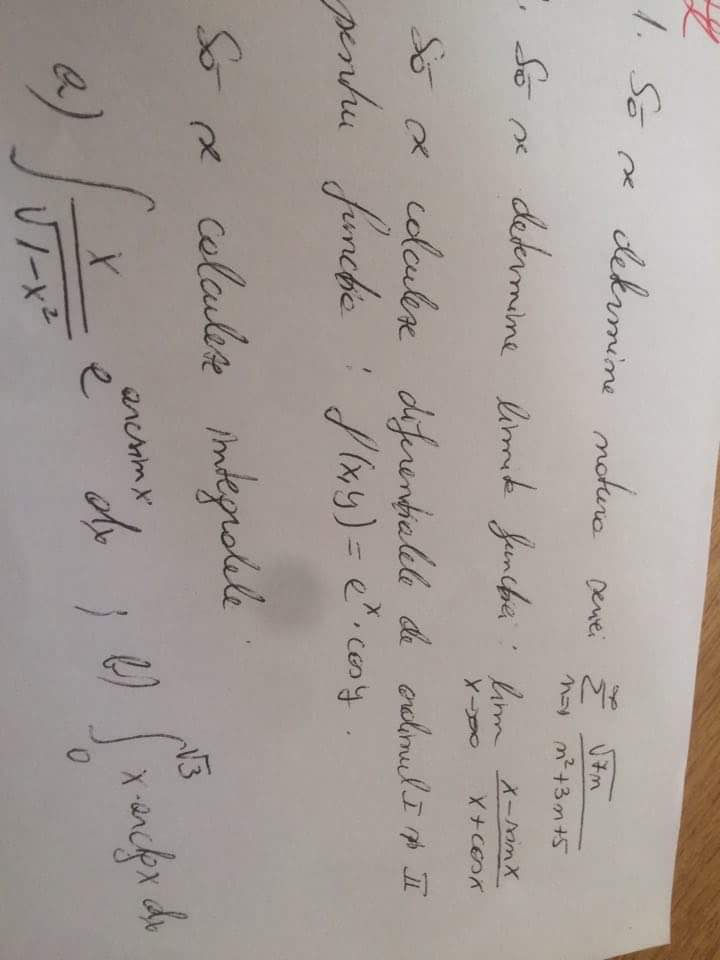 1. Să se determine natura seriei \sum_{n=1}^{\infty} \frac{\sqrt{7n}}{n^2+3n+5}
. Să se determine limita funcției : \lim_{x \to \infty} \frac{x - \sin x}{x + \cos x}
Să se calculeze diferențialele de ordinul I și II
pentru funcția : f(x,y) = e^x \cdot \cos y .
Să se calculeze integralele
a) \int \frac{x}{\sqrt{1-x^2}} e^{\arcsin x} dx ; b) \int_0^{\sqrt{3}} x \cdot arctg x dx